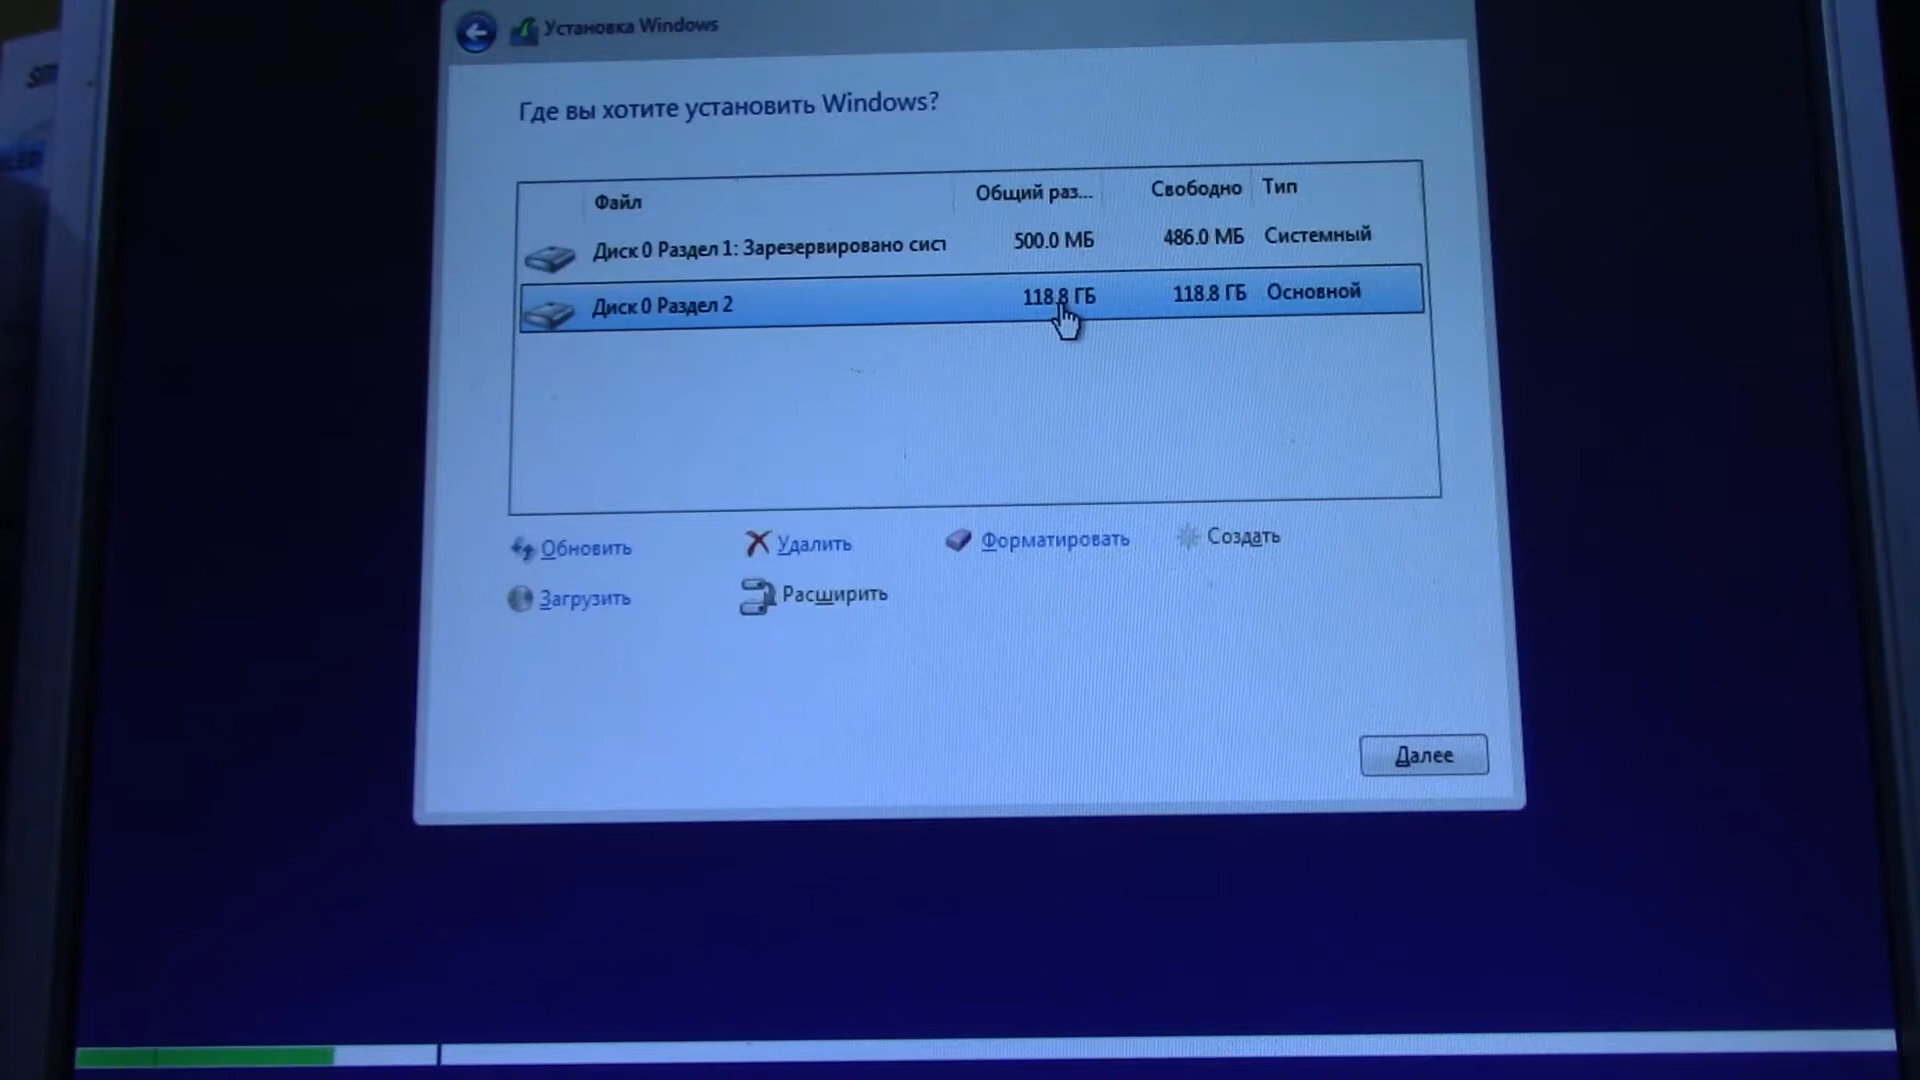 Установка Windows
Где вы хотите установить Windows?
Файл Общий раз... Свободно Тип
Диск 0 Раздел 1: Зарезервировано сист 500.0 МБ 486.0 МБ Системный
Диск 0 Раздел 2 118.8 ГБ 118.8 ГБ Основной
Обновить Удалить Форматировать Создать
Загрузить Расширить
Далее